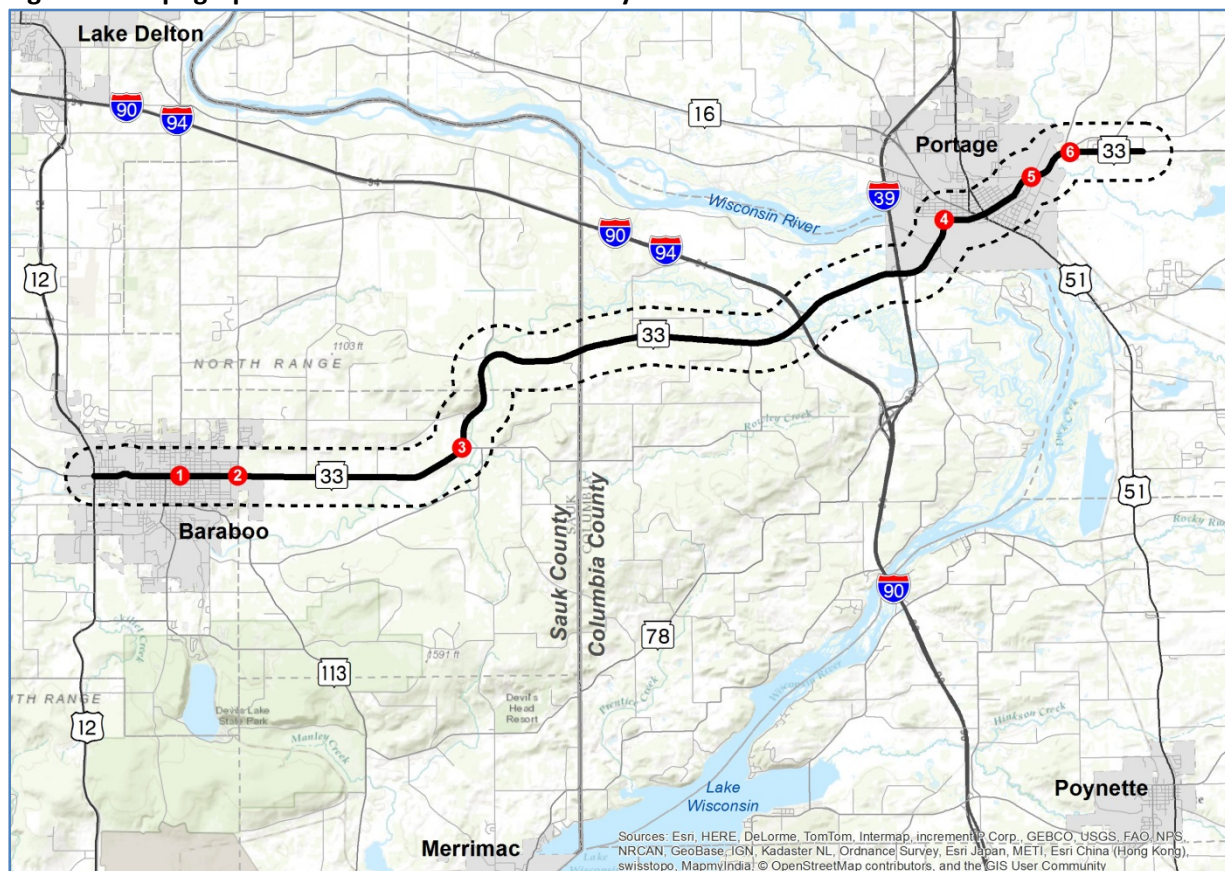 Lake Delton
90
94
16
Portage
6
33
5
39
Wisconsin River
4
90
94
12
51
33
1103 ft
NORTH RANGE
Rowley Creek
3
1
2
33
51
Baraboo
Sauk County
Columbia County
90
78
1591 ft
113
Devil's Head Resort
Prentice Creek
Devils Lake
State Park
12
Manley Creek
Hinkson Creek
Lake
Wisconsin
Poynette
Merrimac
Sources: Esri, HERE, DeLorme, TomTom, Intermap, increment P Corp., GEBCO, USGS, FAO, NPS,
NRCAN, GeoBase, IGN, Kadaster NL, Ordnance Survey, Esri Japan, METI, Esri China (Hong Kong),
swisstopo, MapmyIndia, © OpenStreetMap contributors, and the GIS User Community